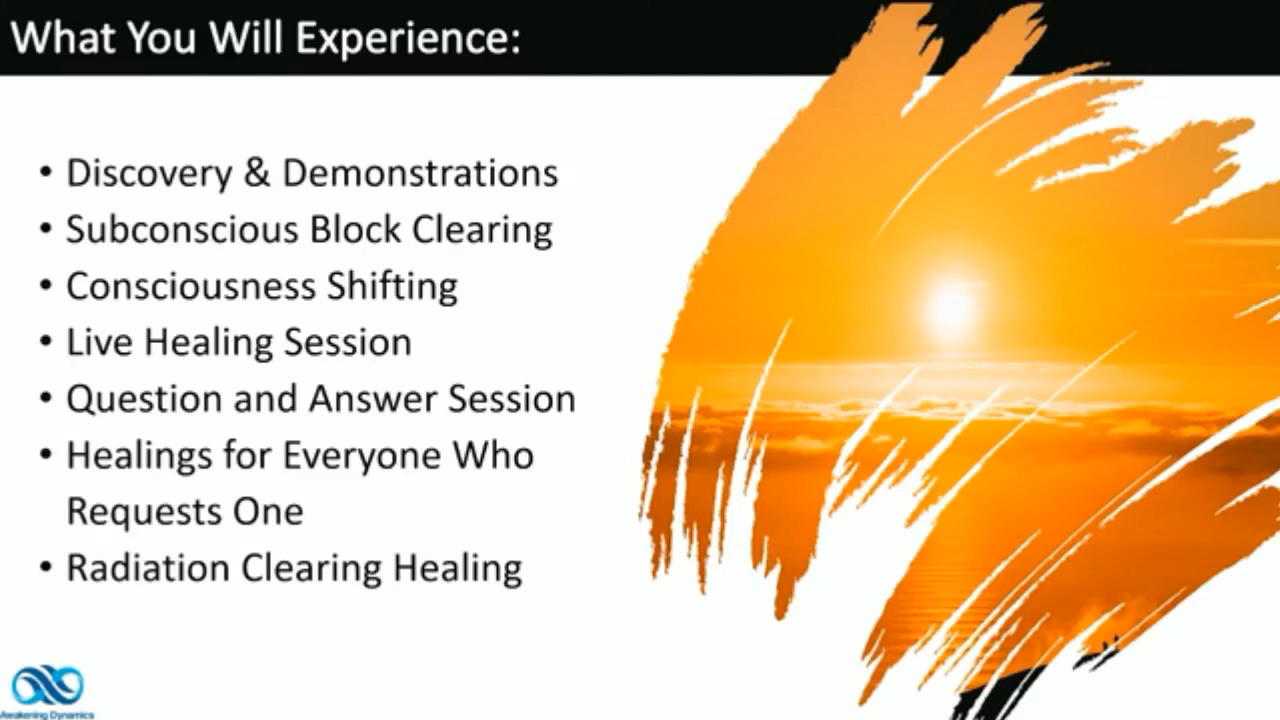 What You Will Experience:
• Discovery & Demonstrations
• Subconscious Block Clearing
• Consciousness Shifting
• Live Healing Session
• Question and Answer Session
• Healings for Everyone Who
Requests One
• Radiation Clearing Healing
Awakening Dynamics